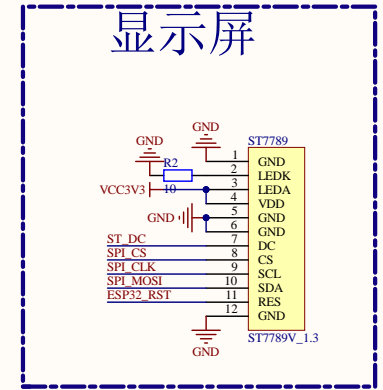 显示屏
GND
GND
ST7789
R2
10
VCC3V3
GND
1 GND
2 LEDK
3 LEDA
4 VDD
5 GND
6 GND
ST_DC 7 DC
SPI_CS 8 CS
SPI_CLK 9 SCL
SPI_MOSI 10 SDA
ESP32_RST 11 RES
12 GND
ST7789V_1.3
GND